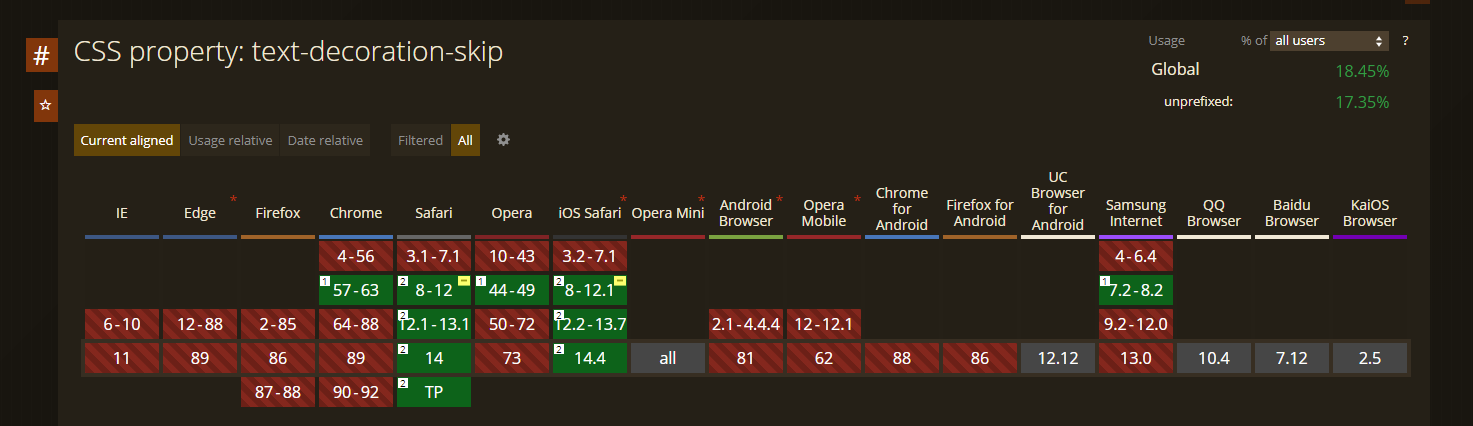 # CSS property: text-decoration-skip
Usage % of all users ?
Global 18.45%
unprefixed: 17.35%
Current aligned Usage relative Date relative Filtered All
IE Edge * Firefox Chrome Safari Opera iOS Safari * Opera Mini * Android Browser * Opera Mobile * Chrome for Android Firefox for Android UC Browser for Android Samsung Internet QQ Browser Baidu Browser KaiOS Browser
4-56 3.1-7.1 10-43 3.2-7.1 4-6.4
1 57-63 2 8-12 - 1 44-49 2 8-12.1 - 1 7.2-8.2
6-10 12-88 2-85 64-88 2 12.1-13.1 50-72 2 12.2-13.7 2.1-4.4.4 12-12.1 9.2-12.0
11 89 86 89 2 14 73 2 14.4 all 81 62 88 86 12.12 13.0 10.4 7.12 2.5
87-88 90-92 2 TP